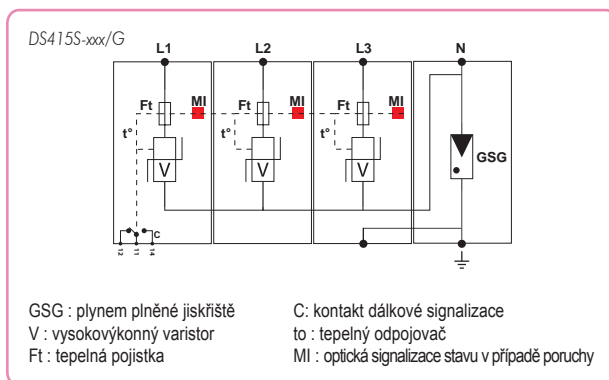 DS415S-xxx/G
L1 L2 L3 N
Ft MI Ft MI Ft MI
t° t° t°
GSG
V V V
C
12 11 14
GSG : plynem plněné jiskřiště
V : vysokovýkonný varistor
Ft : tepelná pojistka
C: kontakt dálkové signalizace
to : tepelný odpojovač
MI : optická signalizace stavu v případě poruchy